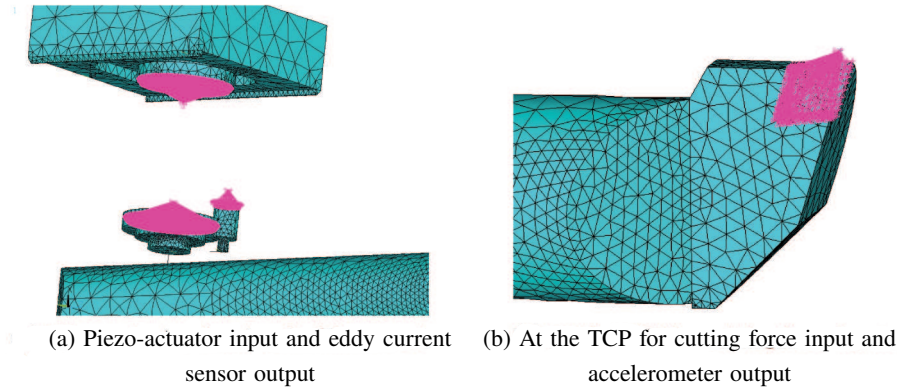 (a) Piezo-actuator input and eddy current
sensor output
(b) At the TCP for cutting force input and
accelerometer output